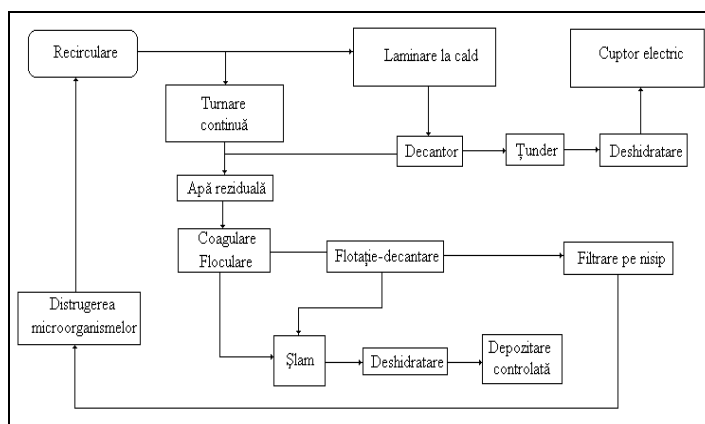 Recirculare
Laminare la cald
Cuptor electric
Turnare
continuă
Decantor
Ţunder
Deshidratare
Apă reziduală
Coagulare
Floculare
Flotaţie-decantare
Filtrare pe nisip
Distrugerea
microorganismelor
Şlam
Deshidratare
Depozitare
controlată